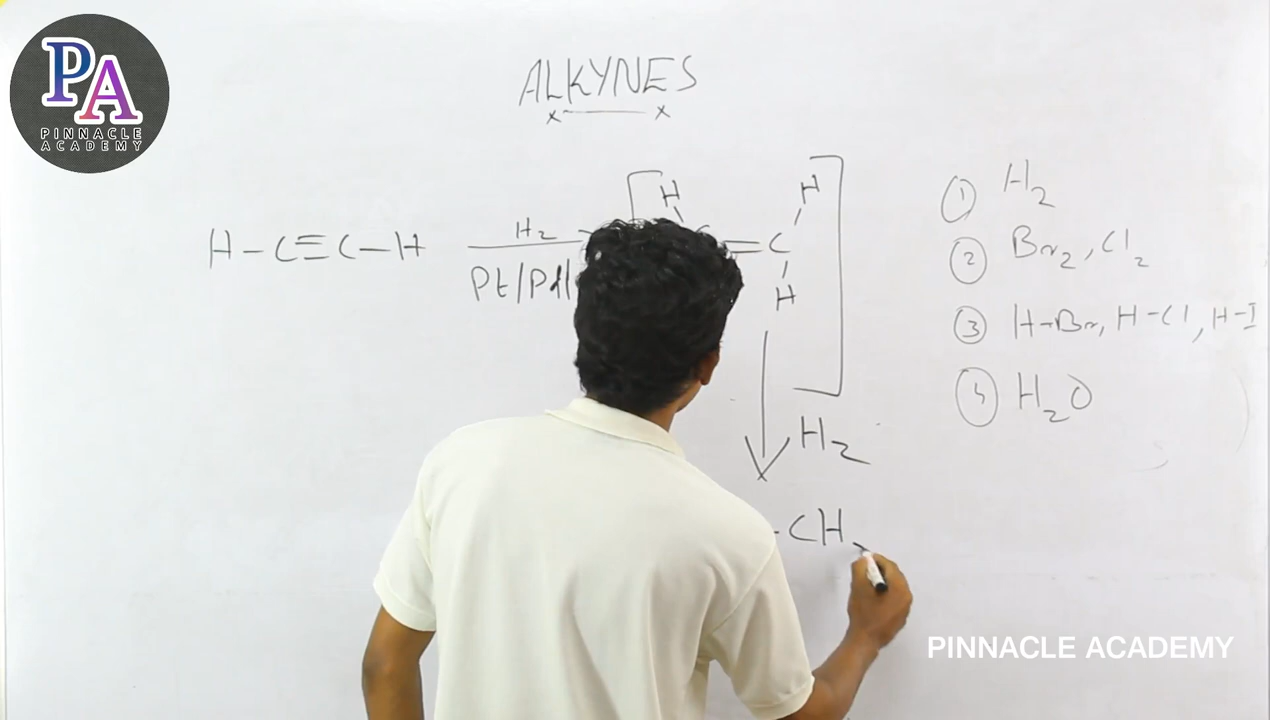 PA
PINNACLE
ACADEMY
ALKYNES
H-C≡C-H
H2
Pt/Pd/
H
H
C=C
H
H2
-CH
① H2
② Br2, Cl2
③ H-Br, H-Cl, H-I
④ H2O
PINNACLE ACADEMY